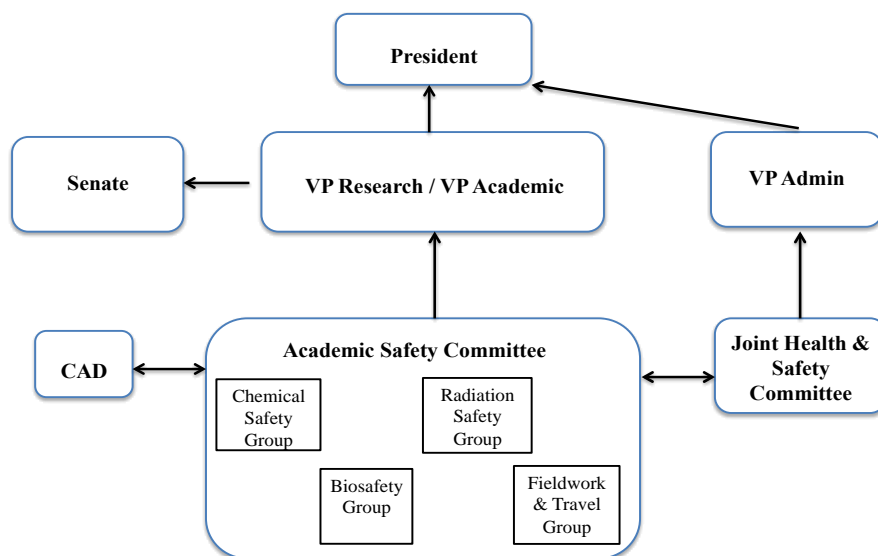 President
Senate
VP Research / VP Academic
VP Admin
CAD
Academic Safety Committee
Chemical
Safety
Group
Radiation
Safety
Group
Biosafety
Group
Fieldwork
& Travel
Group
Joint Health &
Safety
Committee